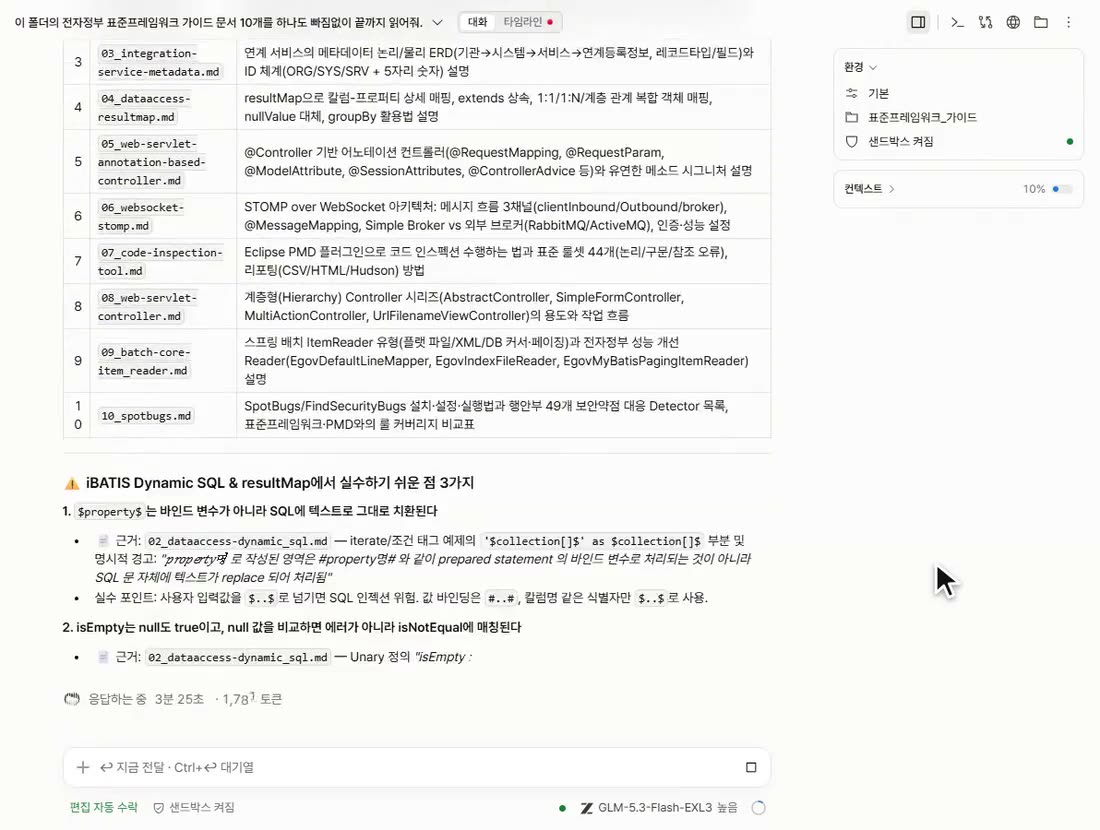 이 폴더의 전자정부 표준프레임워크 가이드 문서 10개를 하나도 빠짐없이 끝까지 읽어줘.
대화 타임라인
3 03_integration-service-metadata.md 연계 서비스의 메타데이터 논리/물리 ERD(기관→시스템→서비스→연계등록정보, 레코드타입/필드)와
ID 체계(ORG/SYS/SRV + 5자리 숫자) 설명
4 04_dataaccess-resultmap.md resultMap으로 칼럼-프로퍼티 상세 매핑, extends 상속, 1:1/1:N/계층 관계 복합 객체 매핑,
nullValue 대체, groupBy 활용법 설명
5 05_web-servlet-annotation-based-controller.md @Controller 기반 어노테이션 컨트롤러(@RequestMapping, @RequestParam,
@ModelAttribute, @SessionAttributes, @ControllerAdvice 등)와 유연한 메소드 시그니처 설명
6 06_websocket-stomp.md STOMP over WebSocket 아키텍처: 메시지 흐름 3채널(clientInbound/Outbound/broker),
@MessageMapping, Simple Broker vs 외부 브로커(RabbitMQ/ActiveMQ), 인증·성능 설정
7 07_code-inspection-tool.md Eclipse PMD 플러그인으로 코드 인스펙션 수행하는 법과 표준 룰셋 44개(논리/구문/참조 오류),
리포팅(CSV/HTML/Hudson) 방법
8 08_web-servlet-controller.md 계층형(Hierarchy) Controller 시리즈(AbstractController, SimpleFormController,
MultiActionController, UrlFilenameViewController)의 용도와 작업 흐름
9 09_batch-core-item_reader.md 스프링 배치 ItemReader 유형(플랫 파일/XML/DB 커서·페이징)과 전자정부 성능 개선
Reader(EgovDefaultLineMapper, EgovIndexFileReader, EgovMyBatisPagingItemReader)
설명
10 10_spotbugs.md SpotBugs/FindSecurityBugs 설치·설정·실행법과 행안부 49개 보안약점 대응 Detector 목록,
표준프레임워크·PMD와의 룰 커버리지 비교표
⚠️ iBATIS Dynamic SQL & resultMap에서 실수하기 쉬운 점 3가지
1. $property$ 는 바인드 변수가 아니라 SQL에 텍스트로 그대로 치환된다
• 근거: 02_dataaccess-dynamic_sql.md — iterate/조건 태그 예제의 '$collection[]$' as $collection[]$ 부분 및
명시적 경고: "property명 로 작성된 영역은 #property명# 와 같이 prepared statement 의 바인드 변수로 처리되는 것이 아니라
SQL 문 자체에 텍스트가 replace 되어 처리됨"
• 실수 포인트: 사용자 입력값을 $..$ 로 넘기면 SQL 인젝션 위험. 값 바인딩은 #..#, 칼럼명 같은 식별자만 $..$ 로 사용.
2. isEmpty는 null도 true이고, null 값을 비교하면 에러가 아니라 isNotEqual에 매칭된다
• 근거: 02_dataaccess-dynamic_sql.md — Unary 정의 "isEmpty :
응답하는 중 3분 25초 · 1,78 토큰
↩ 지금 전달 · Ctrl+↩ 대기열
편집 자동 수락 샌드박스 켜짐
GLM-5.3-Flash-EXL3 높음
환경
기본
표준프레임워크_가이드
샌드박스 켜짐
컨텍스트 10%